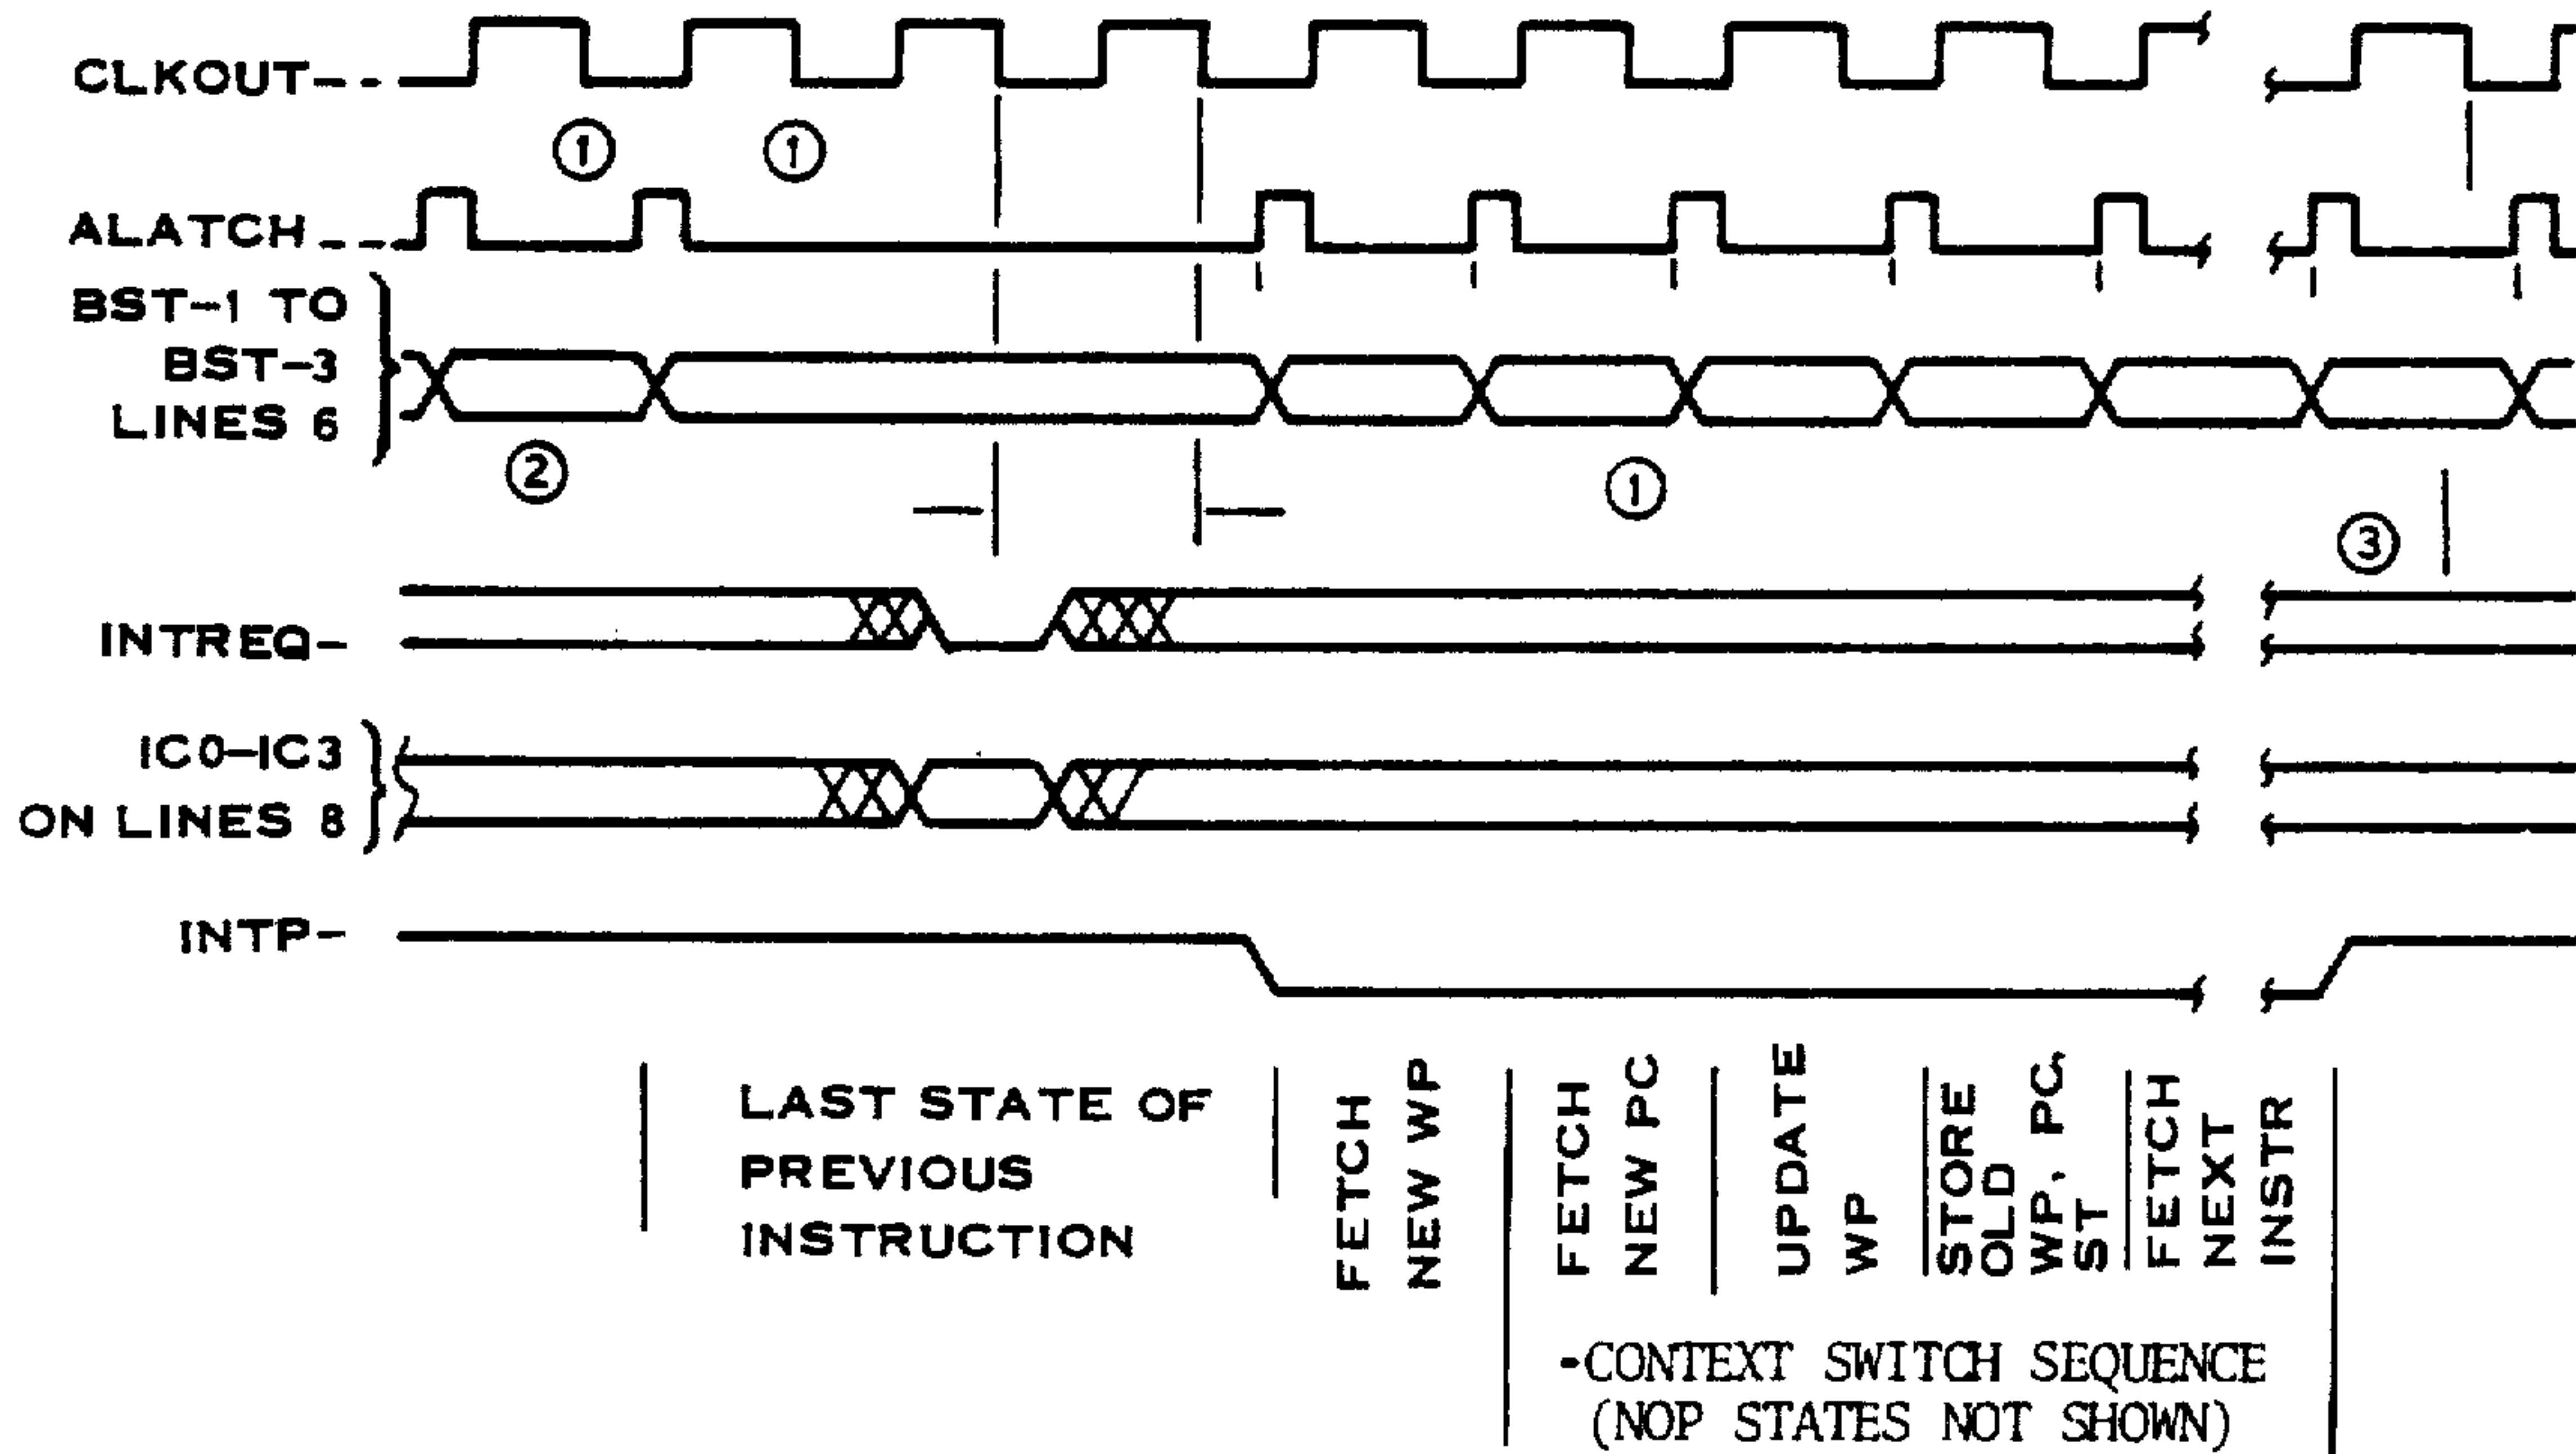 CLKOUT--
①
①
ALATCH--
BST-1 TO
BST-3
LINES 6
②
①
③
INTREQ-
IC0-IC3
ON LINES 8
INTP-
LAST STATE OF
PREVIOUS
INSTRUCTION
FETCH
NEW WP
FETCH
NEW PC
UPDATE
WP
STORE
OLD
WP, PC,
ST
FETCH
NEXT
INSTR
-CONTEXT SWITCH SEQUENCE
(NOP STATES NOT SHOWN)